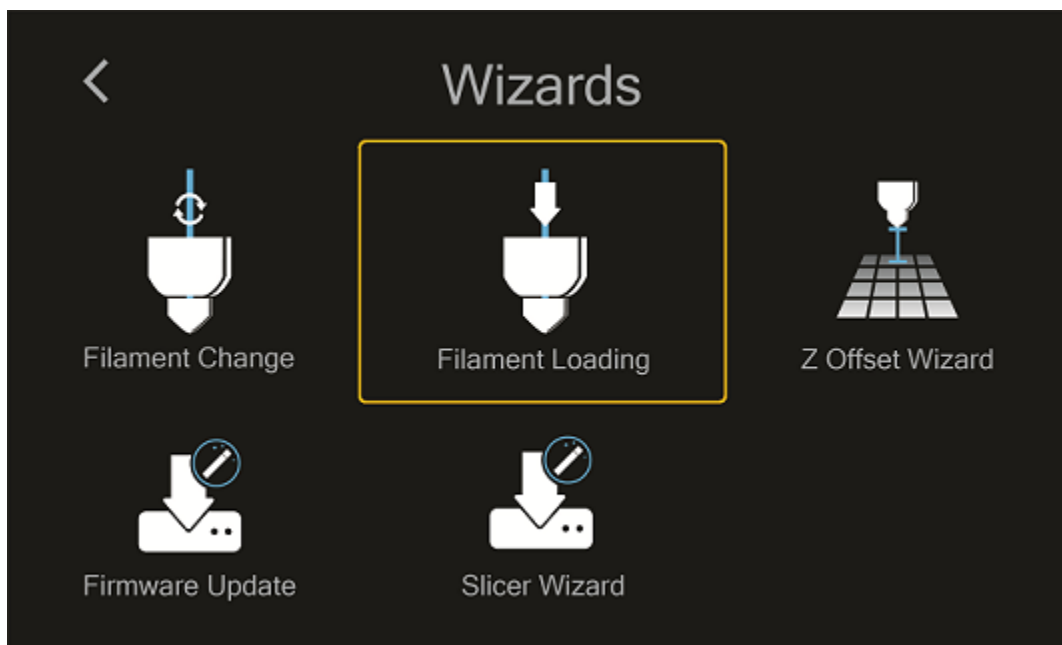 Wizards
Filament Change
Filament Loading
Z Offset Wizard
Firmware Update
Slicer Wizard